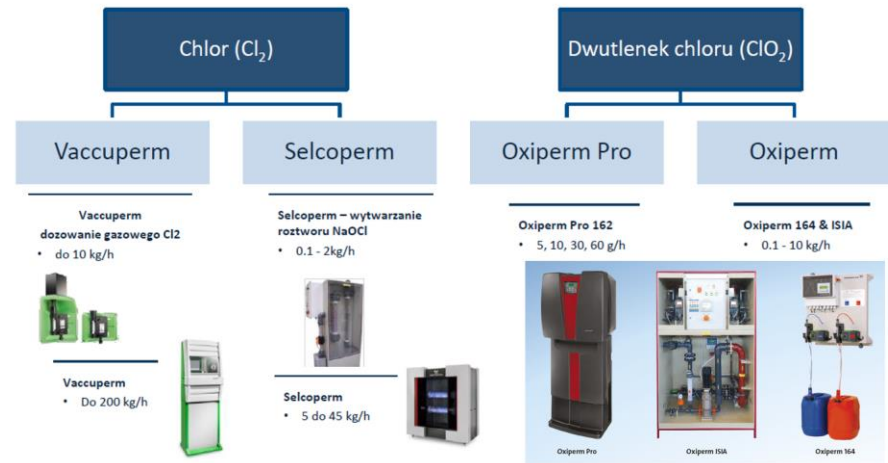 Chlor (Cl₂)
Dwutlenek chloru (ClO₂)
Vaccuperm
Selcoperm
Oxiperm Pro
Oxiperm
Vaccuperm
dozowanie gazowego Cl2
• do 10 kg/h
Selcoperm – wytwarzanie
roztworu NaOCl
• 0.1 - 2kg/h
Oxiperm Pro 162
• 5, 10, 30, 60 g/h
Oxiperm 164 & ISIA
• 0.1 - 10 kg/h
Vaccuperm
• Do 200 kg/h
Selcoperm
• 5 do 45 kg/h
Oxiperm Pro
Oxiperm ISIA
Oxiperm 164